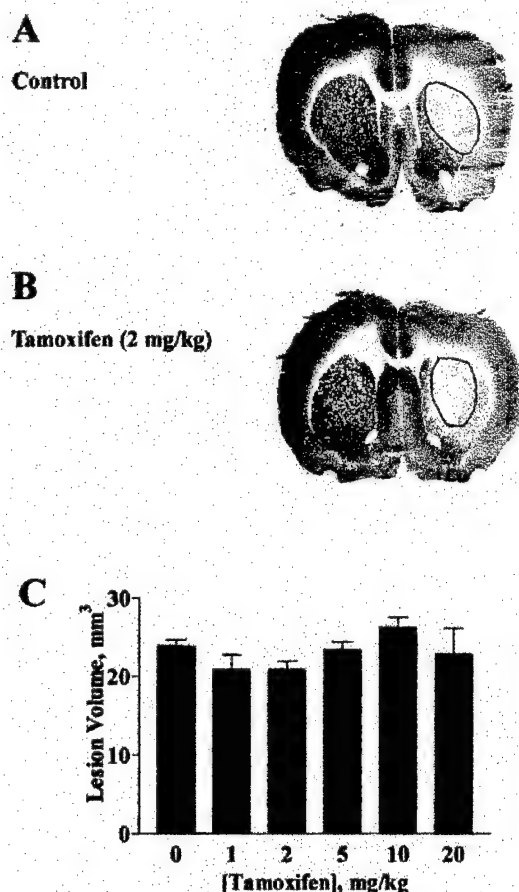 A
Control
B
Tamoxifen (2 mg/kg)
C
Lesion Volume, mm³
30
20
10
0
0 1 2 5 10 20
[Tamoxifen], mg/kg